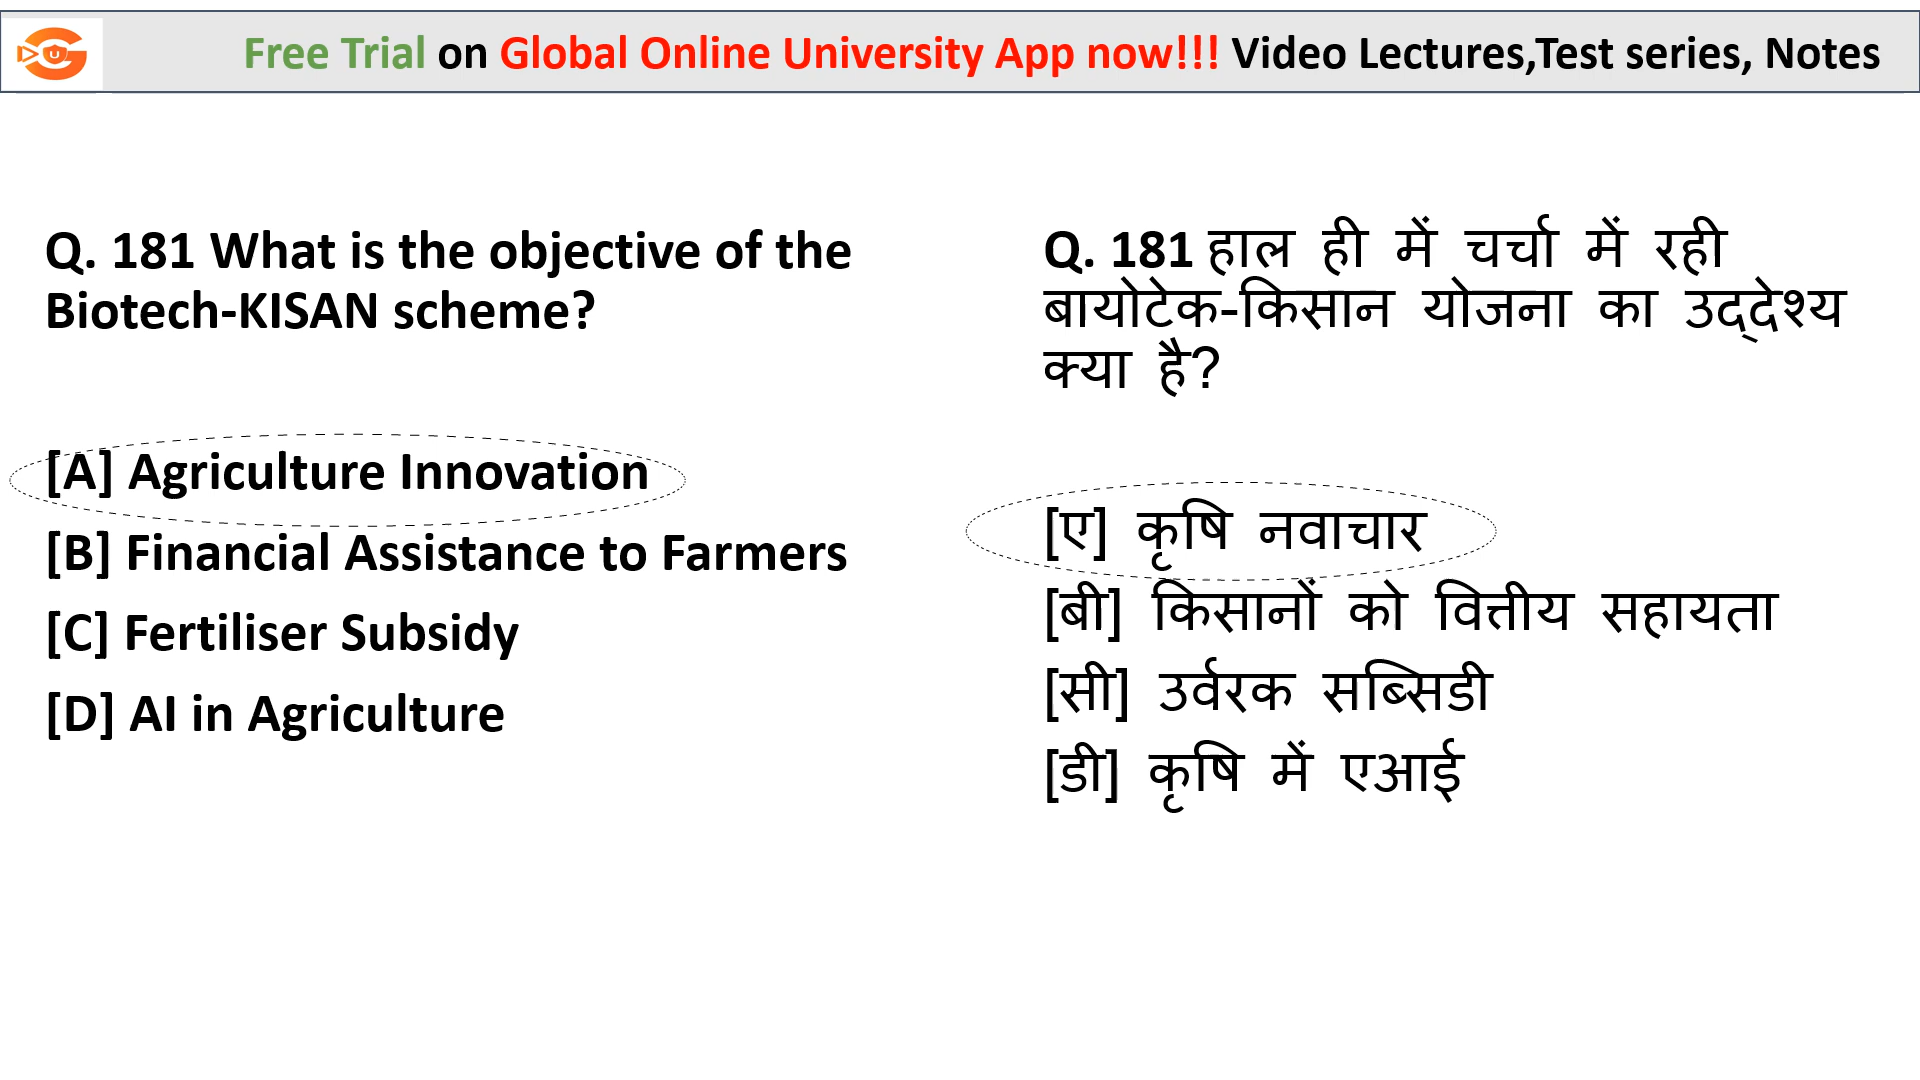 Free Trial on Global Online University App now!!! Video Lectures,Test series, Notes
Q. 181 What is the objective of the
Biotech-KISAN scheme?
[A] Agriculture Innovation
[B] Financial Assistance to Farmers
[C] Fertiliser Subsidy
[D] AI in Agriculture
Q. 181 हाल ही में चर्चा में रही
बायोटेक-किसान योजना का उद्देश्य
क्या है?
[ए] कृषि नवाचार
[बी] किसानों को वित्तीय सहायता
[सी] उर्वरक सब्सिडी
[डी] कृषि में एआई